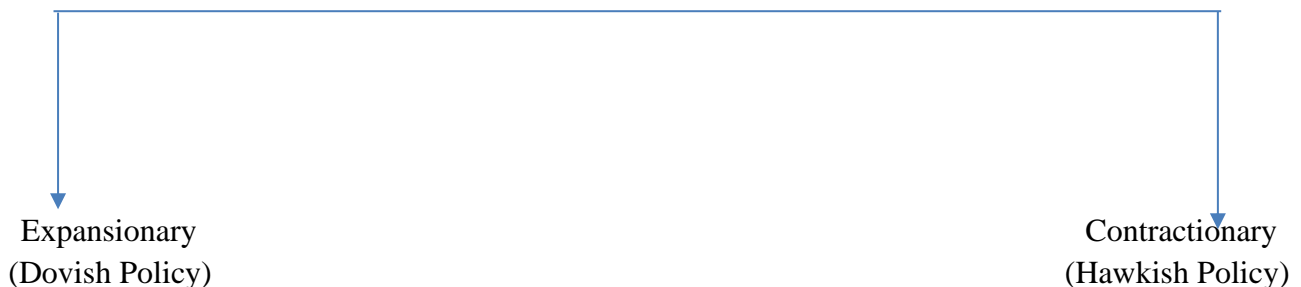 Expansionary
(Dovish Policy)
Contractionary
(Hawkish Policy)